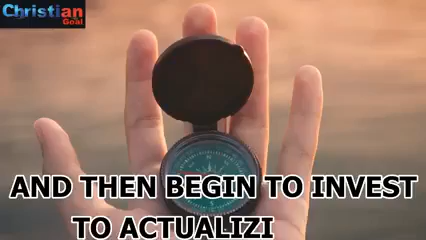 Christian
Goal
AND THEN BEGIN TO INVEST
TO ACTUALIZI